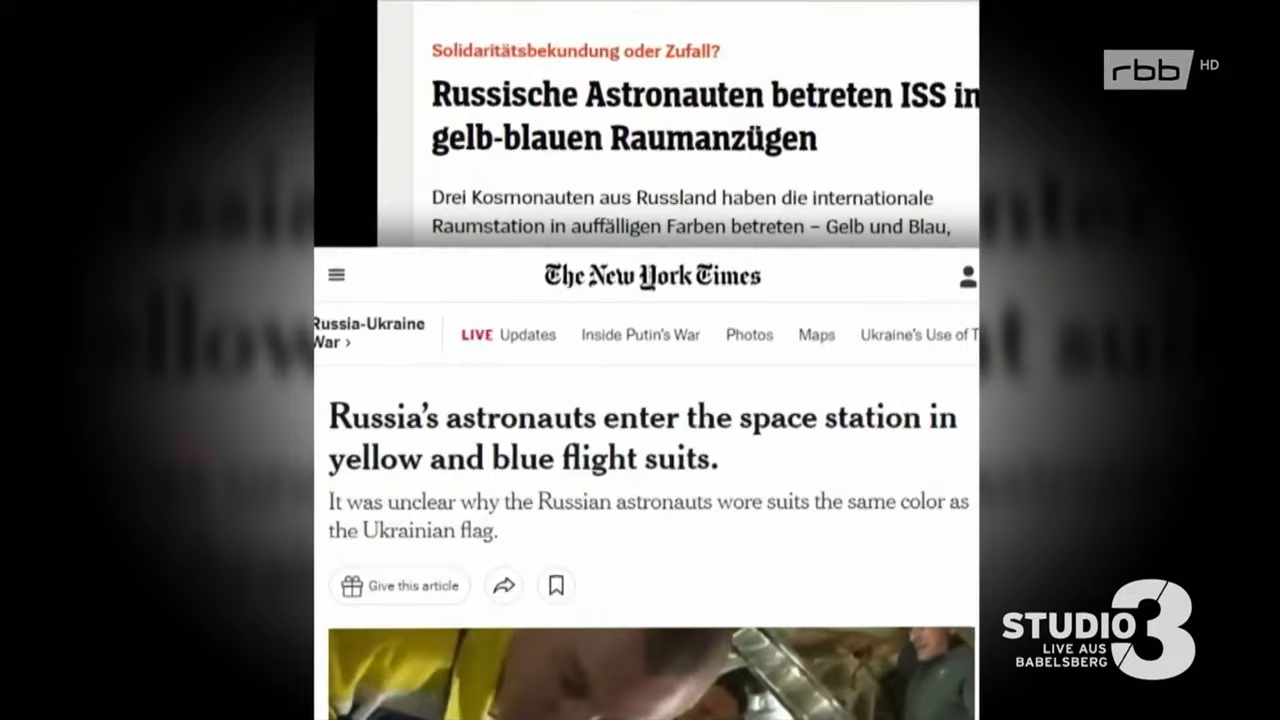 Solidaritätsbekundung oder Zufall?
Russische Astronauten betreten ISS in
gelb-blauen Raumanzügen
Drei Kosmonauten aus Russland haben die internationale
Raumstation in auffälligen Farben betreten – Gelb und Blau,
rbb HD
The New York Times
Russia-Ukraine
War ›
LIVE Updates Inside Putin's War Photos Maps Ukraine's Use of T
Russia's astronauts enter the space station in
yellow and blue flight suits.
It was unclear why the Russian astronauts wore suits the same color as
the Ukrainian flag.
Give this article
STUDIO 3
LIVE AUS
BABELSBERG